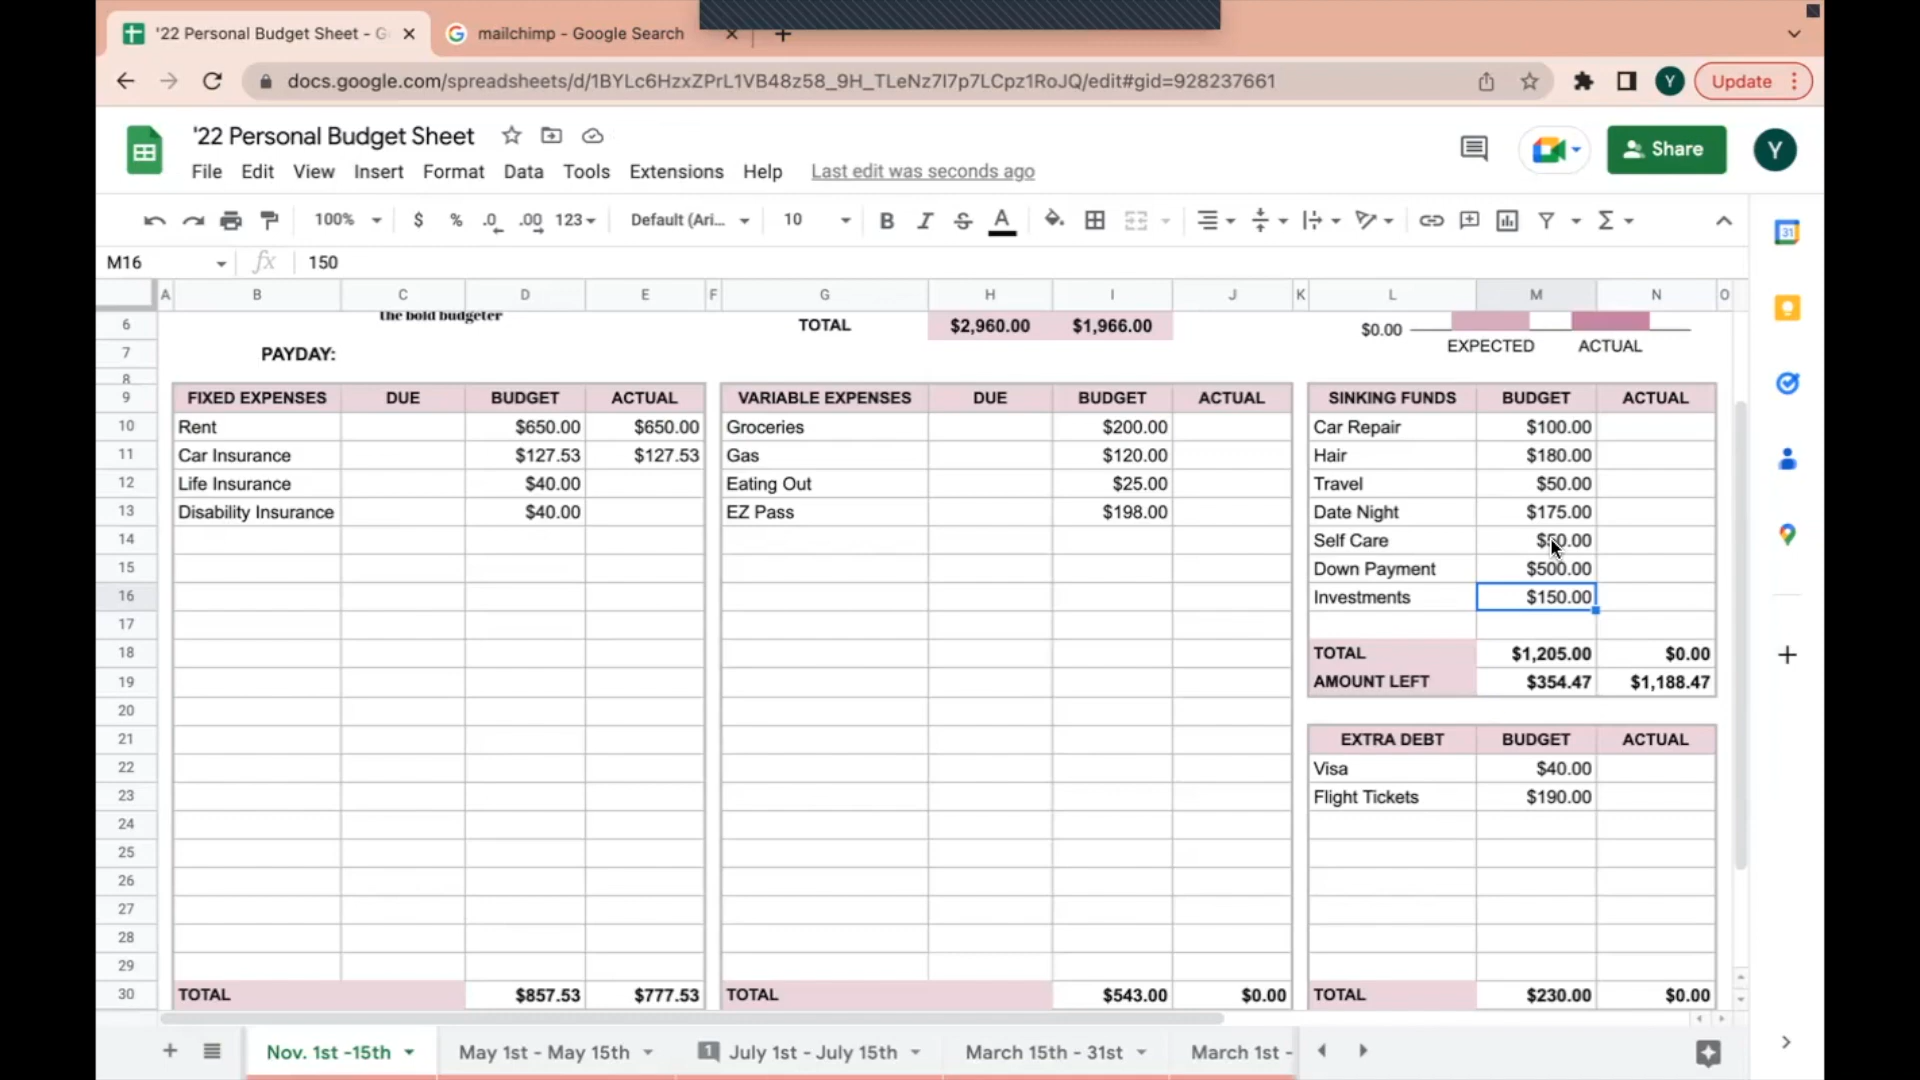 '22 Personal Budget Sheet - G
mailchimp - Google Search
docs.google.com/spreadsheets/d/1BYLc6HzxZPrL1VB48z58_9H_TLeNz7I7p7LCpz1RoJQ/edit#gid=928237661
Y
Update
'22 Personal Budget Sheet
Share
Y
File Edit View Insert Format Data Tools Extensions Help Last edit was seconds ago
100% $ % .0 .00 123 Default (Ari... 10 B I S A
31
M16 fx 150
A B C D E F G H I J K L M N O
the bold budgeter
6 TOTAL $2,960.00 $1,966.00 $0.00
EXPECTED ACTUAL
7 PAYDAY:
8
9 FIXED EXPENSES DUE BUDGET ACTUAL VARIABLE EXPENSES DUE BUDGET ACTUAL SINKING FUNDS BUDGET ACTUAL
10 Rent $650.00 $650.00 Groceries $200.00 Car Repair $100.00
11 Car Insurance $127.53 $127.53 Gas $120.00 Hair $180.00
12 Life Insurance $40.00 Eating Out $25.00 Travel $50.00
13 Disability Insurance $40.00 EZ Pass $198.00 Date Night $175.00
14 Self Care $50.00
15 Down Payment $500.00
16 Investments $150.00
17
18 TOTAL $1,205.00 $0.00
19 AMOUNT LEFT $354.47 $1,188.47
20
21 EXTRA DEBT BUDGET ACTUAL
22 Visa $40.00
23 Flight Tickets $190.00
24
25
26
27
28
29
30 TOTAL $857.53 $777.53 TOTAL $543.00 $0.00 TOTAL $230.00 $0.00
Nov. 1st -15th May 1st - May 15th 1 July 1st - July 15th March 15th - 31st March 1st -